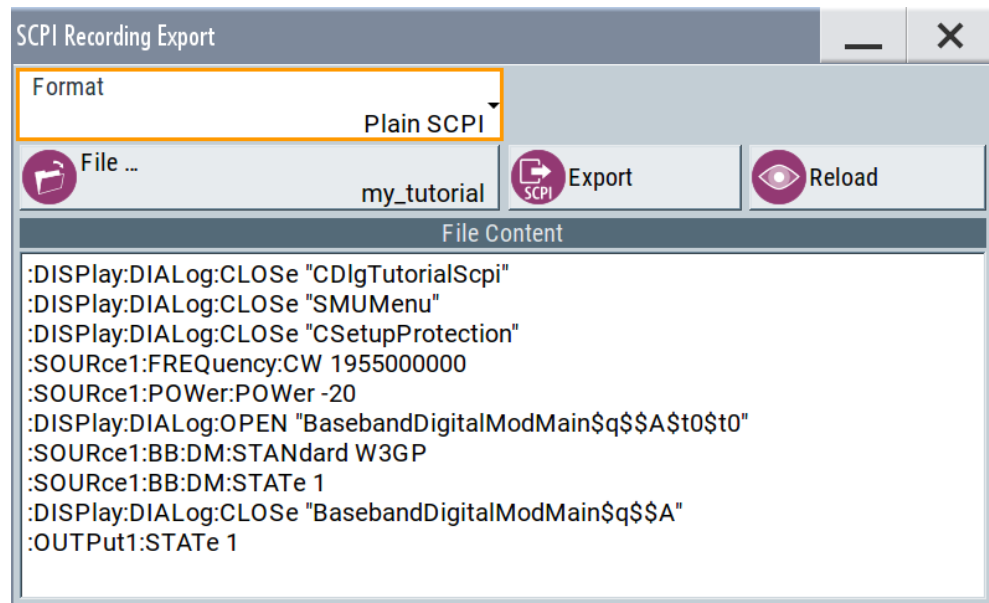 SCPI Recording Export
Format
Plain SCPI
File ...
my_tutorial
SCPI
Export
Reload
File Content
:DISPlay:DIALog:CLOSe "CDlgTutorialScpi"
:DISPlay:DIALog:CLOSe "SMUMenu"
:DISPlay:DIALog:CLOSe "CSetupProtection"
:SOURce1:FREQuency:CW 1955000000
:SOURce1:POWer:POWer -20
:DISPlay:DIALog:OPEN "BasebandDigitalModMain$q$$A$t0$t0"
:SOURce1:BB:DM:STANdard W3GP
:SOURce1:BB:DM:STATe 1
:DISPlay:DIALog:CLOSe "BasebandDigitalModMain$q$$A"
:OUTPut1:STATe 1